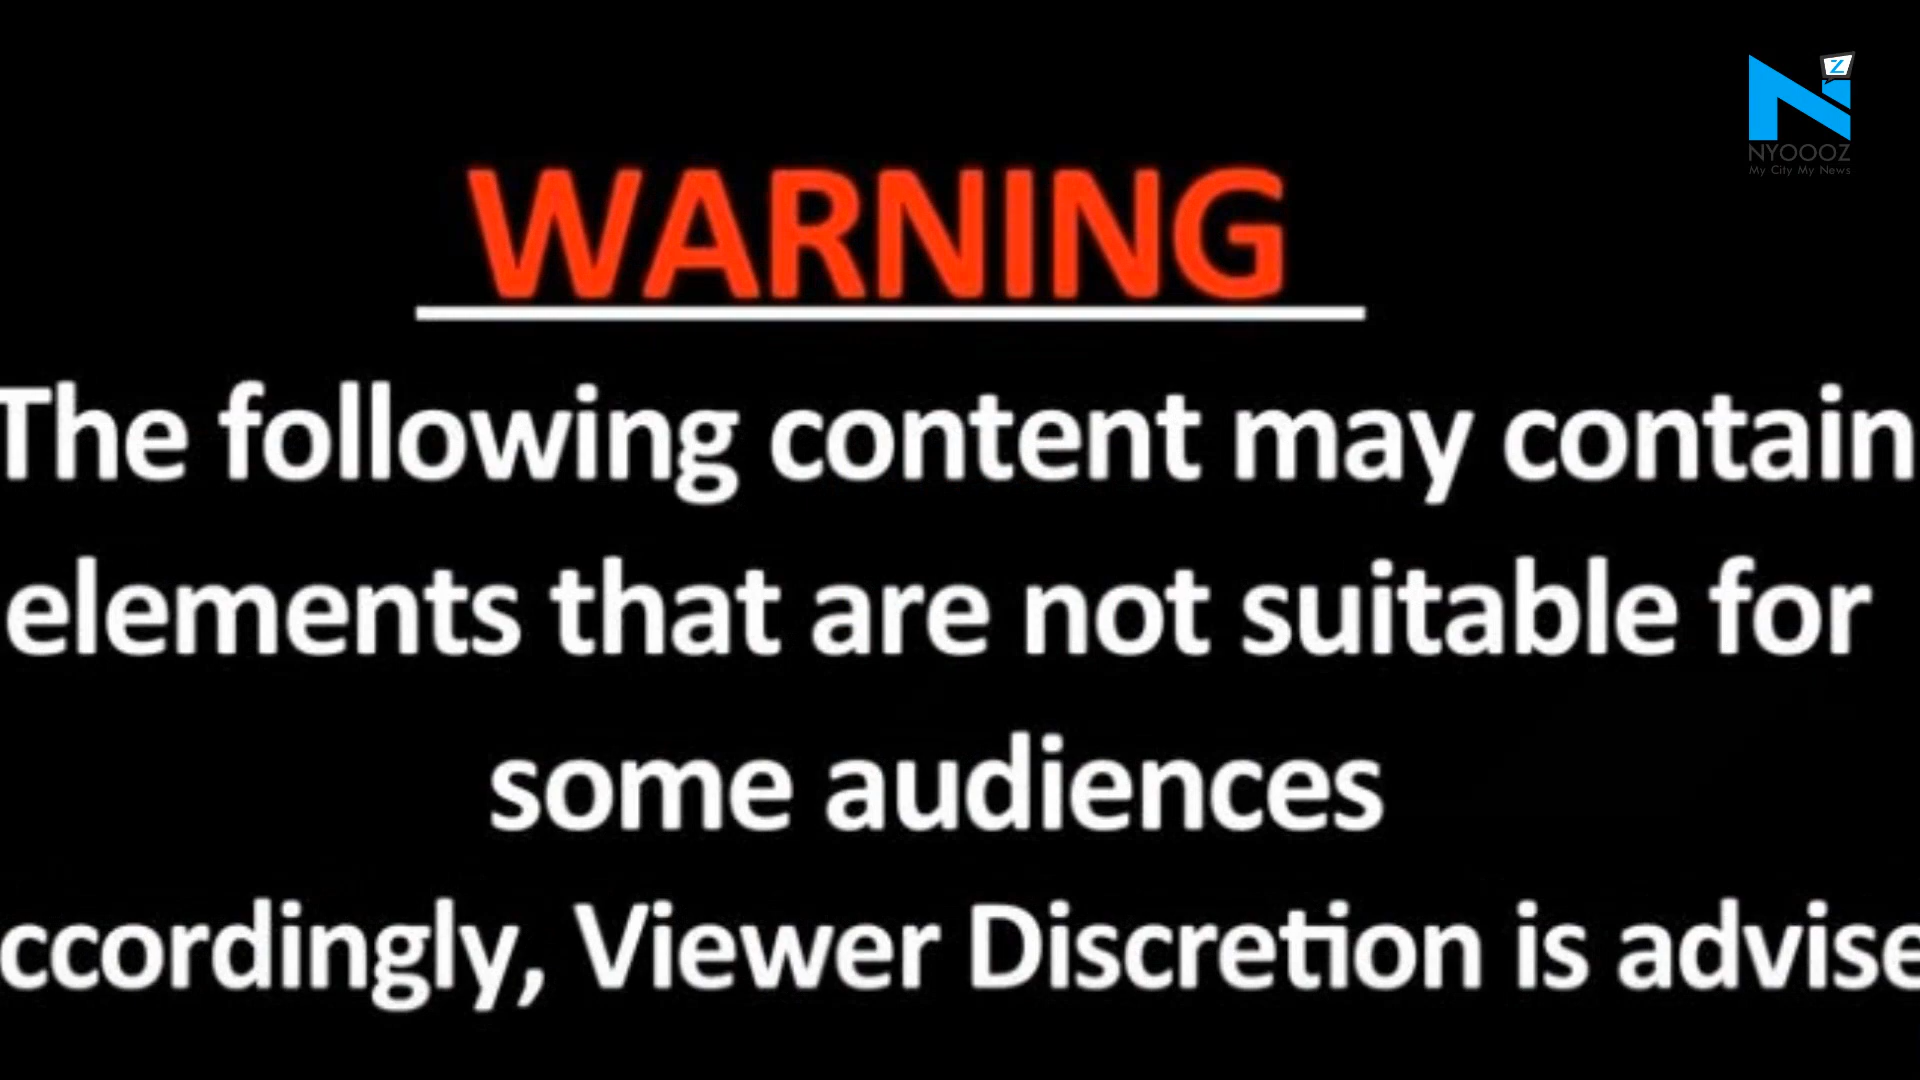 Z
NYOOOZ
My City My News
WARNING
The following content may contain
elements that are not suitable for
some audiences
ccordingly, Viewer Discretion is advise